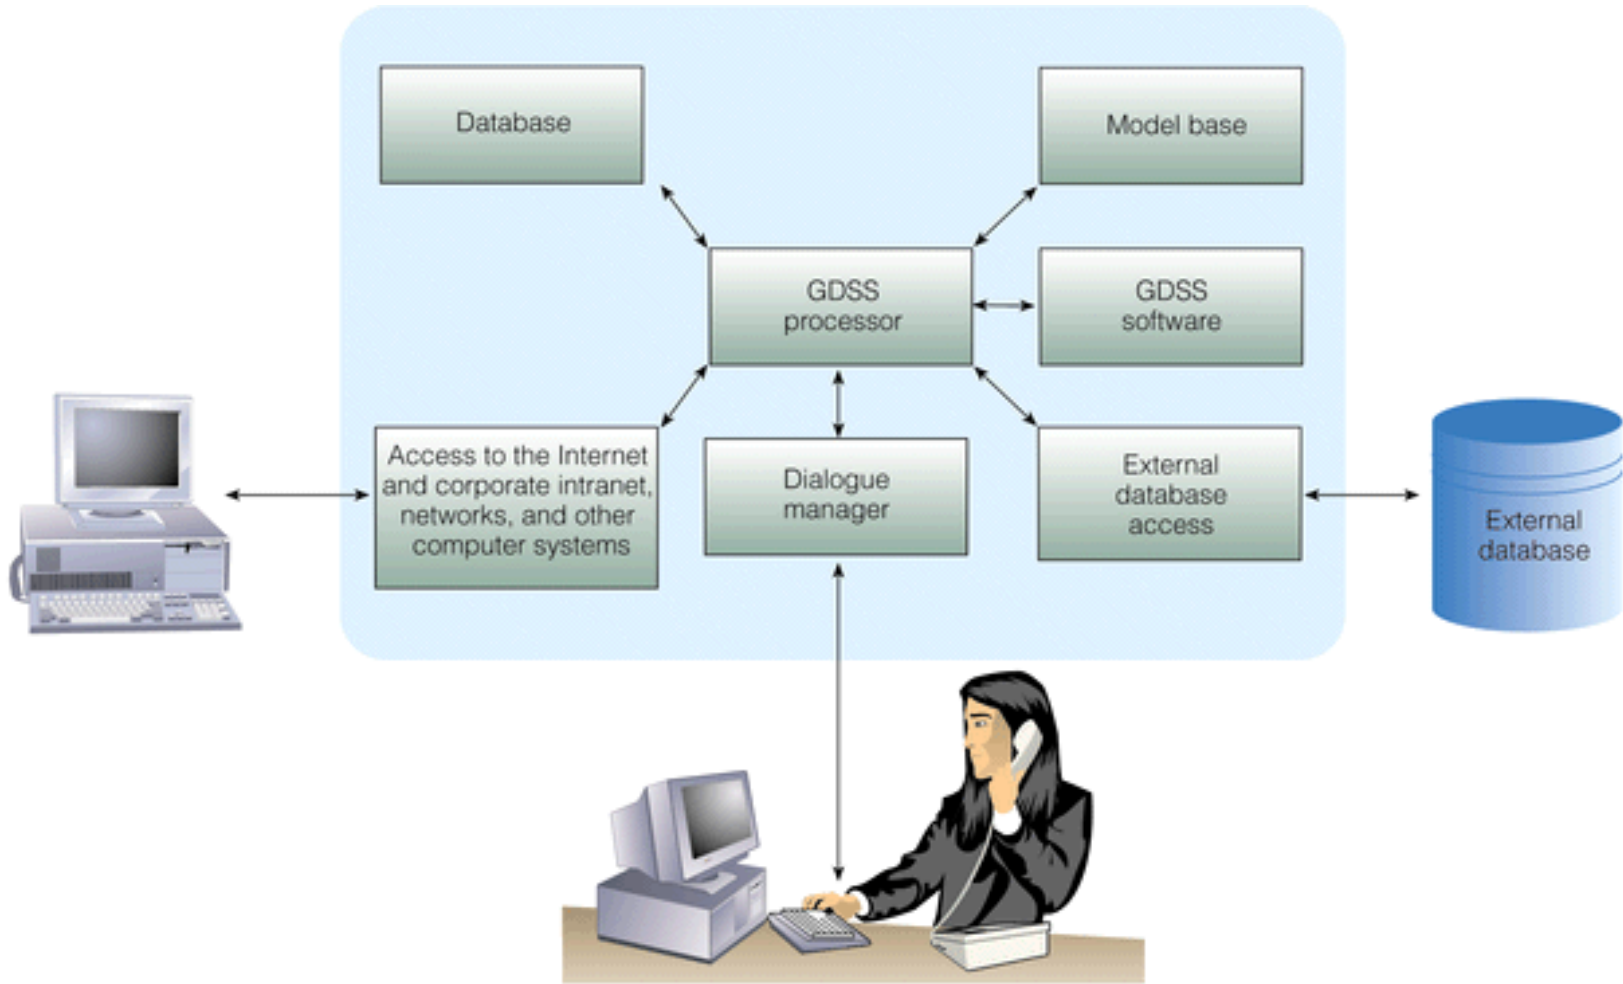 Database
Model base
GDSS
processor
GDSS
software
Access to the Internet
and corporate intranet,
networks, and other
computer systems
Dialogue
manager
External
database
access
External
database